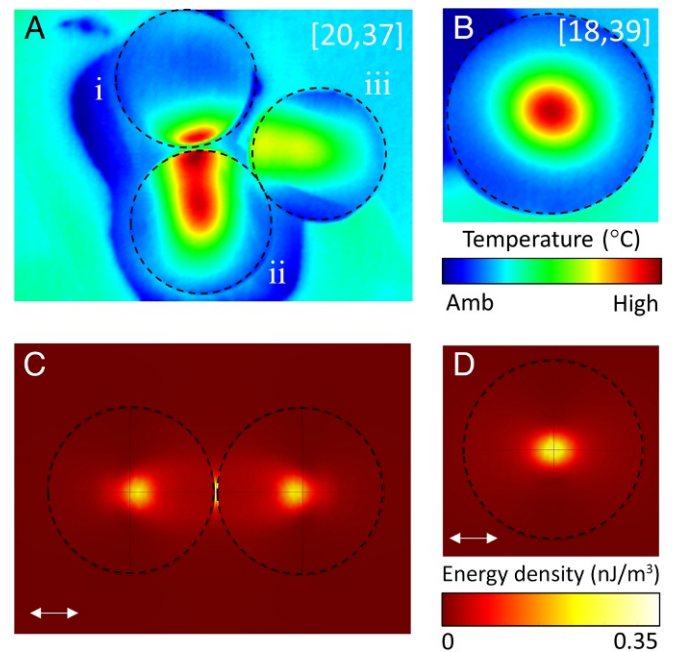 A
[20,37]
i
iii
ii
B
[18,39]
Temperature (°C)
Amb High
C
D
Energy density (nJ/m³)
0 0.35